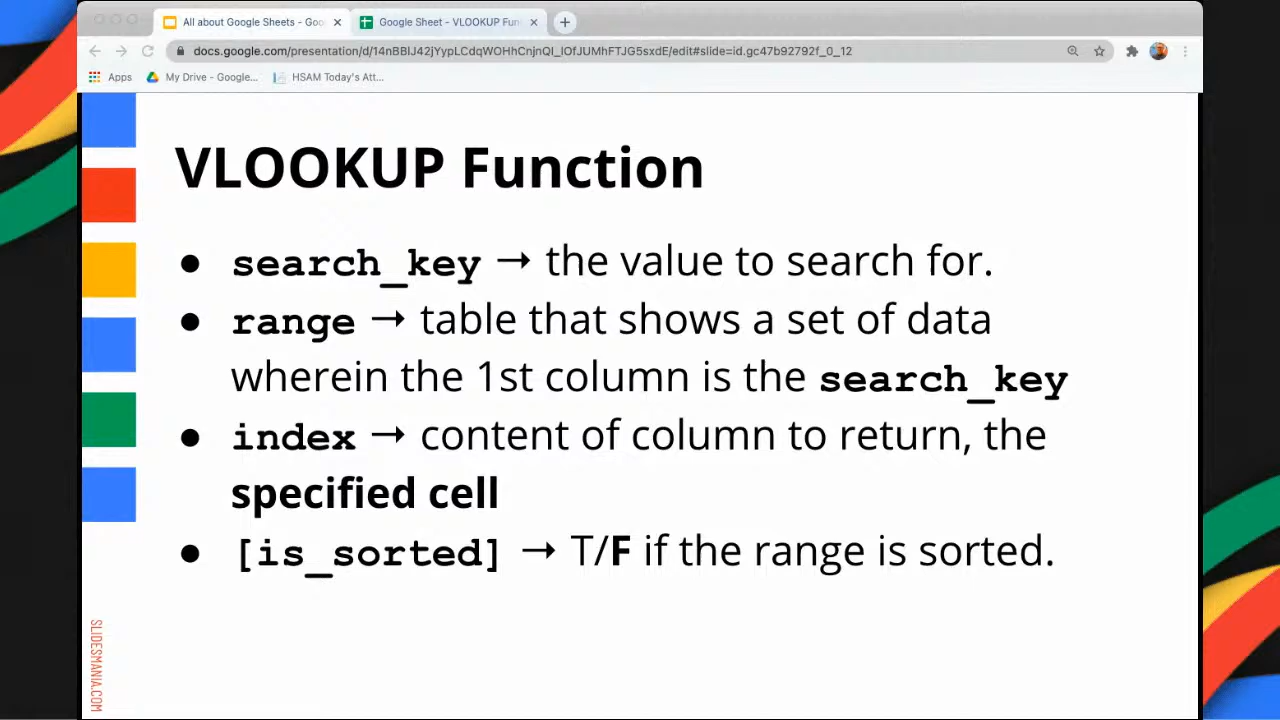 All about Google Sheets - Goo
Google Sheet - VLOOKUP Fun
docs.google.com/presentation/d/14nBBIJ42jYypLCdqWOHhCnjnQI_IOfJUMhFTJG5sxdE/edit#slide=id.gc47b92792f_0_12
Apps My Drive - Google... HSAM Today's Att...
VLOOKUP Function
● search_key → the value to search for.
● range → table that shows a set of data
wherein the 1st column is the search_key
● index → content of column to return, the
specified cell
● [is_sorted] → T/F if the range is sorted.
SLIDESMANIA.COM